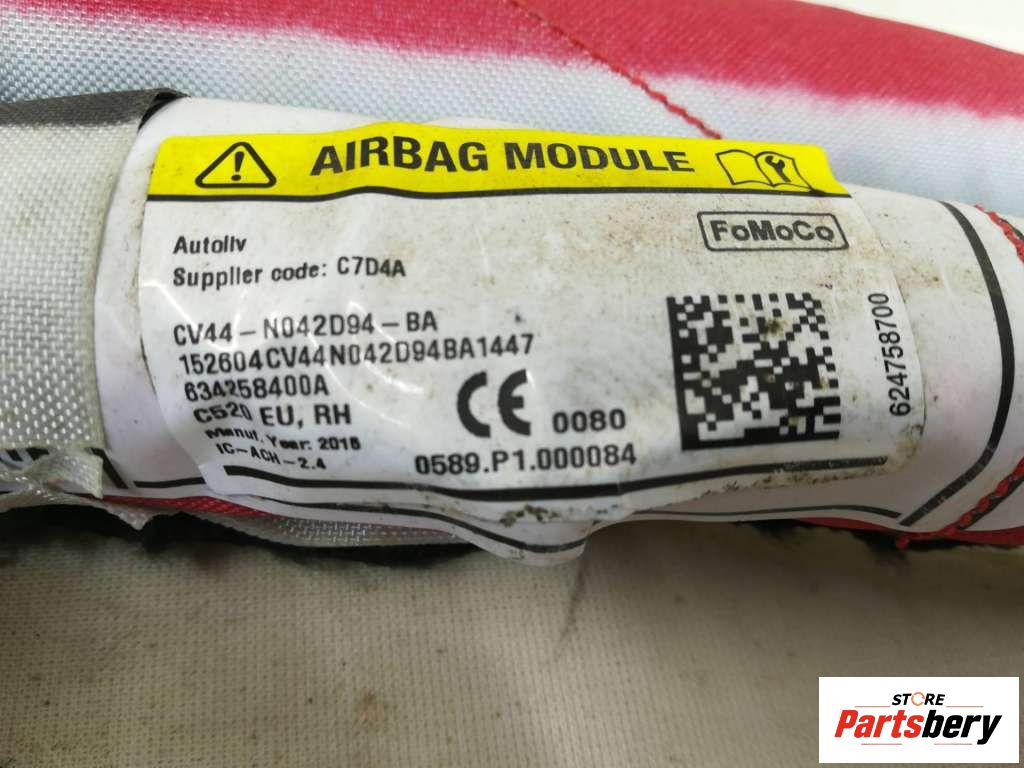 AIRBAG MODULE
FoMoCo
Autoliv
Supplier code: C7D4A
CV44-N042D94-BA
152604CV44N042D94BA1447
634258400A
C520 EU, RH
Manuf. Year: 2015
IC-ACH-2.4
CE 0080
0589.P1.000084
624758700
STORE
Partsbery